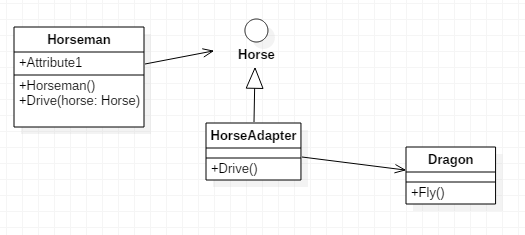 Horseman
+Attribute1
+Horseman()
+Drive(horse: Horse)
Horse
HorseAdapter
+Drive()
Dragon
+Fly()